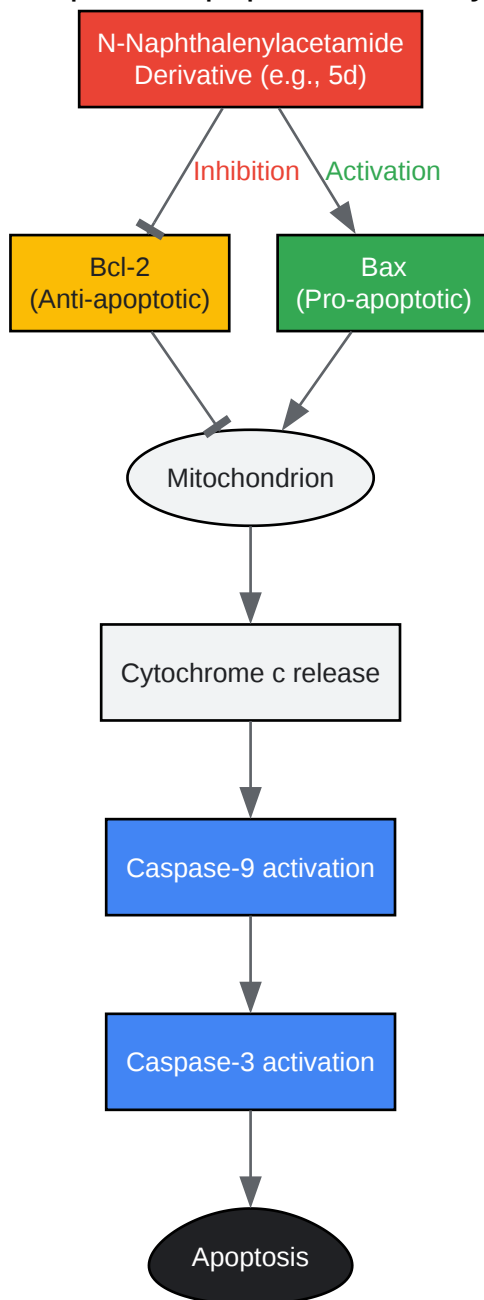 N-Naphthalenylacetamide
Derivative (e.g., 5d)
Inhibition
Activation
Bcl-2
(Anti-apoptotic)
Bax
(Pro-apoptotic)
Mitochondrion
Cytochrome c release
Caspase-9 activation
Caspase-3 activation
Apoptosis